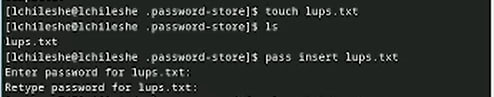 [lchileshe@lchileshe .password-store]$ touch lups.txt
[lchileshe@lchileshe .password-store]$ ls
lups.txt
[lchileshe@lchileshe .password-store]$ pass insert lups.txt
Enter password for lups.txt:
Retype password for lups.txt: